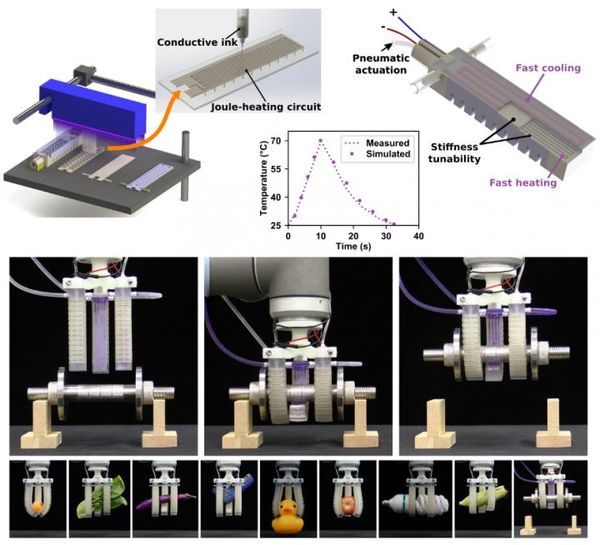 Conductive ink
Joule-heating circuit
+
-
Pneumatic
actuation
Fast cooling
Stiffness
tunability
Fast heating
Temperature (°C)
70
55
40
25
Measured
Simulated
0
10
20
30
40
Time (s)